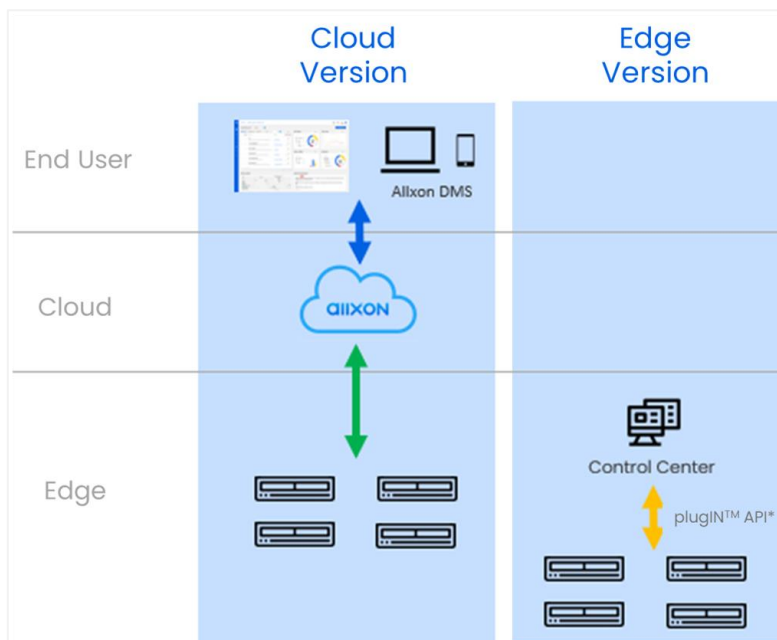 Cloud
Version
Edge
Version
End User
Allxon DMS
Cloud
allxon
Edge
Control Center
plugIN™ API*